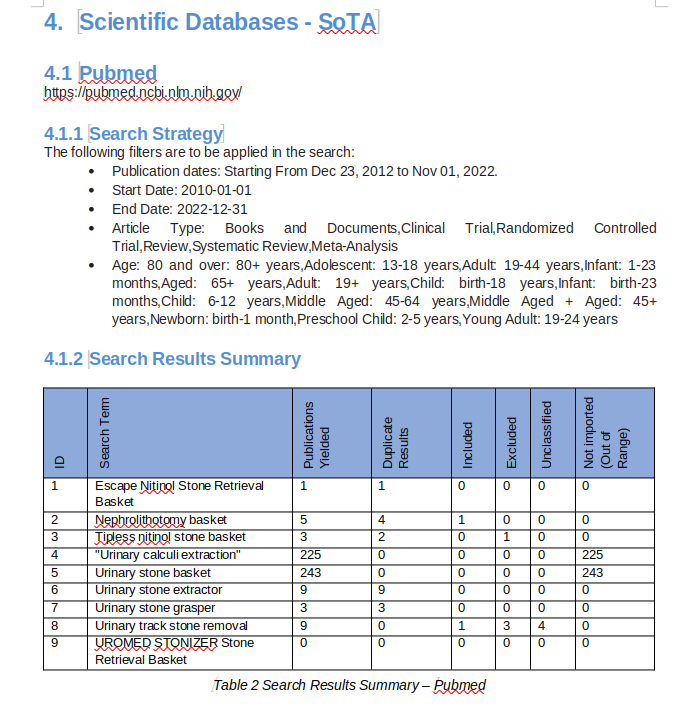 4. Scientific Databases - SoTA
4.1 Pubmed
https://pubmed.ncbi.nlm.nih.gov/
4.1.1 Search Strategy
The following filters are to be applied in the search:
• Publication dates: Starting From Dec 23, 2012 to Nov 01, 2022.
• Start Date: 2010-01-01
• End Date: 2022-12-31
• Article Type: Books and Documents,Clinical Trial,Randomized Controlled
Trial,Review,Systematic Review,Meta-Analysis
• Age: 80 and over: 80+ years,Adolescent: 13-18 years,Adult: 19-44 years,Infant: 1-23
months,Aged: 65+ years,Adult: 19+ years,Child: birth-18 years,Infant: birth-23
months,Child: 6-12 years,Middle Aged: 45-64 years,Middle Aged + Aged: 45+
years,Newborn: birth-1 month,Preschool Child: 2-5 years,Young Adult: 19-24 years
4.1.2 Search Results Summary
ID Search Term Publications Yielded Duplicate Results Included Excluded Unclassified Not imported (Out of Range)
1 Escape Nitinol Stone Retrieval 1 1 0 0 0 0
Basket
2 Nephrolithotomy basket 5 4 1 0 0 0
3 Tipless nitinol stone basket 3 2 0 1 0 0
4 "Urinary calculi extraction" 225 0 0 0 0 225
5 Urinary stone basket 243 0 0 0 0 243
6 Urinary stone extractor 9 9 0 0 0 0
7 Urinary stone grasper 3 3 0 0 0 0
8 Urinary track stone removal 9 0 1 3 4 0
9 UROMED STONIZER Stone 0 0 0 0 0 0
Retrieval Basket
Table 2 Search Results Summary – Pubmed